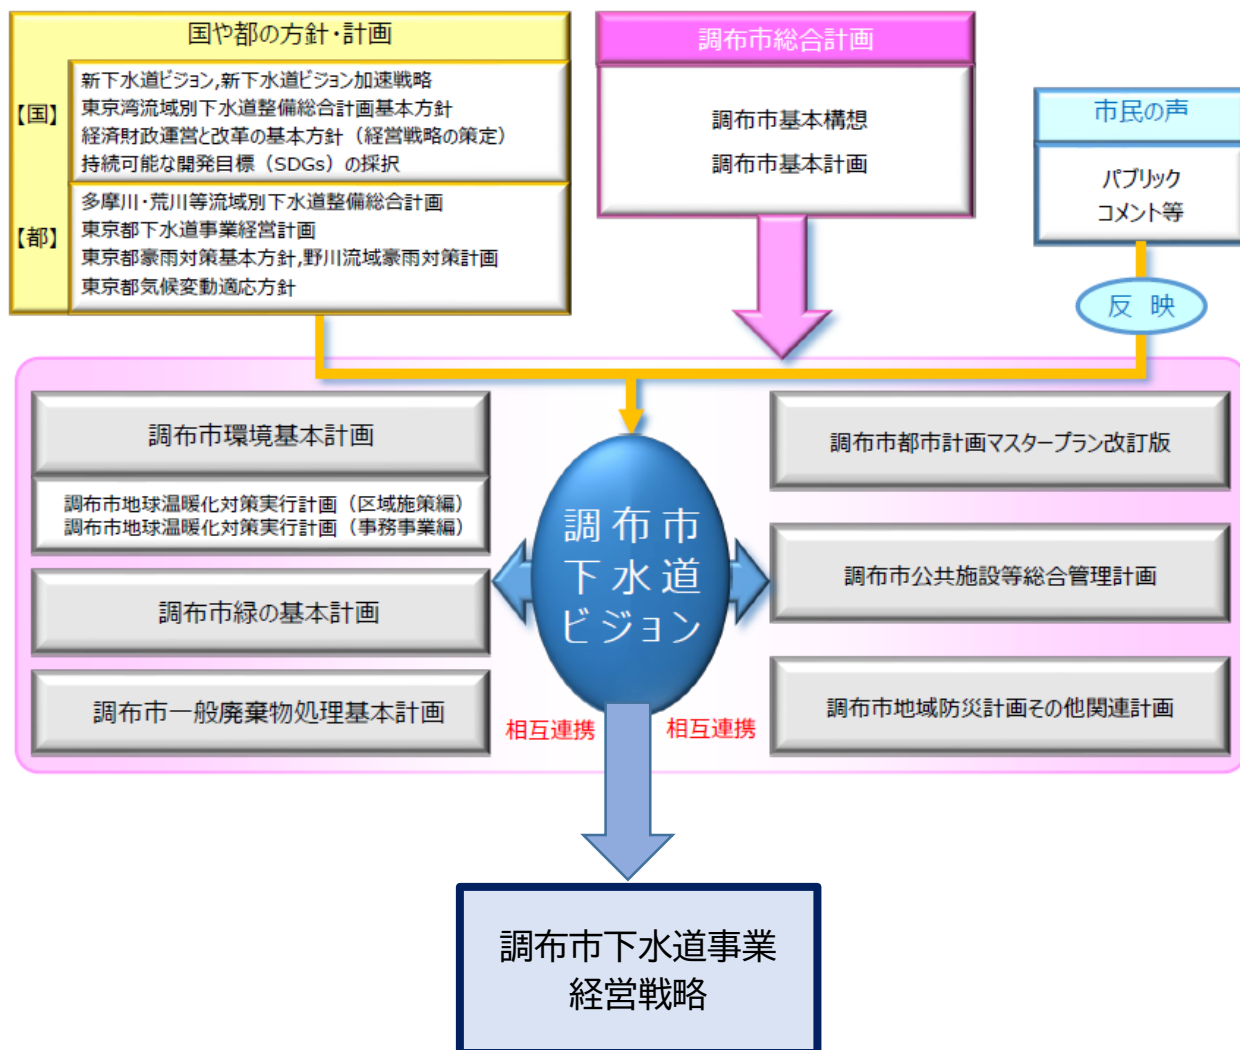 国や都の方針・計画
【国】
新下水道ビジョン,新下水道ビジョン加速戦略
東京湾流域別下水道整備総合計画基本方針
経済財政運営と改革の基本方針（経営戦略の策定）
持続可能な開発目標（SDGs）の採択
【都】
多摩川・荒川等流域別下水道整備総合計画
東京都下水道事業経営計画
東京都豪雨対策基本方針,野川流域豪雨対策計画
東京都気候変動適応方針
調布市総合計画
調布市基本構想
調布市基本計画
市民の声
パブリック
コメント等
反 映
調布市環境基本計画
調布市地球温暖化対策実行計画（区域施策編）
調布市地球温暖化対策実行計画（事務事業編）
調布市緑の基本計画
調布市一般廃棄物処理基本計画
調布市
下水道
ビジョン
相互連携
相互連携
調布市都市計画マスタープラン改訂版
調布市公共施設等総合管理計画
調布市地域防災計画その他関連計画
調布市下水道事業
経営戦略